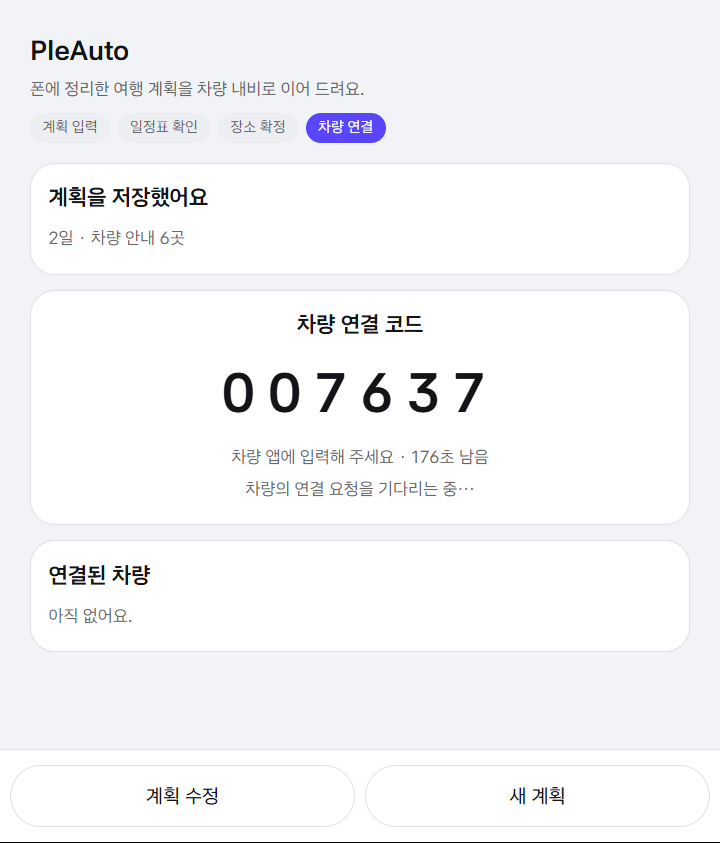 PleAuto
폰에 정리한 여행 계획을 차량 내비로 이어 드려요.
계획 입력 일정표 확인 장소 확정 차량 연결
계획을 저장했어요
2일 · 차량 안내 6곳
차량 연결 코드
007637
차량 앱에 입력해 주세요 · 176초 남음
차량의 연결 요청을 기다리는 중…
연결된 차량
아직 없어요.
계획 수정 새 계획